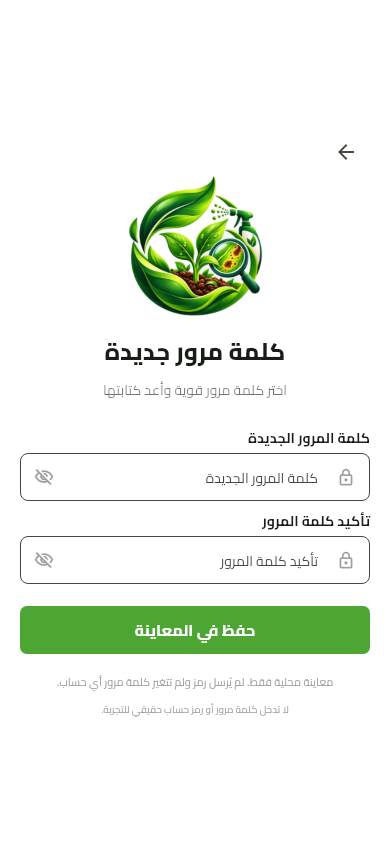 كلمة مرور جديدة
اختر كلمة مرور قوية وأعد كتابتها
كلمة المرور الجديدة
كلمة المرور الجديدة
تأكيد كلمة المرور
تأكيد كلمة المرور
حفظ في المعاينة
معاينة محلية فقط. لم يُرسل رمز ولم تتغير كلمة مرور أي حساب.
لا تدخل كلمة مرور أو رمز حساب حقيقي للتجربة.